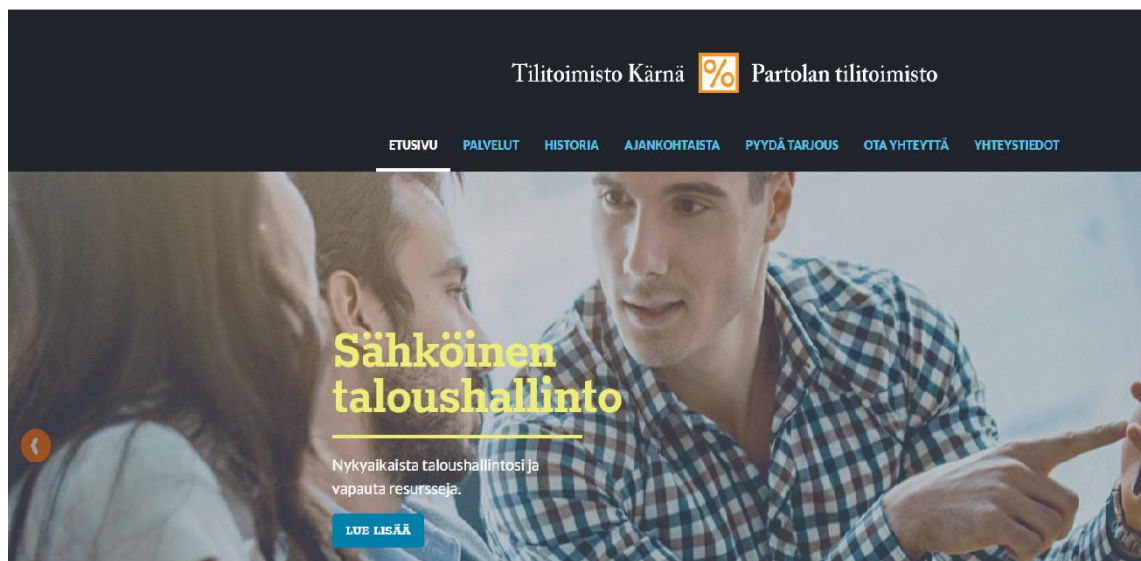 Tilitoimisto Kärnä % Partolan tilitoimisto
ETUSIVU PALVELUT HISTORIA AJANKOHTAISTA PYYDÄ TARJOUS OTA YHTEYTTÄ YHTEYSTIEDOT
Sähköinen
taloushallinto
Nykyaikaista taloushallintosi ja
vapauta resursseja.
LUE LISÄÄ